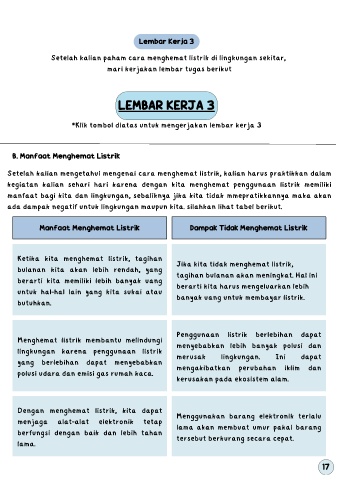 Lembar Kerja 3
Setelah kalian paham cara menghemat listrik di lingkungan sekitar,
mari kerjakan lembar tugas berikut
LEMBAR KERJA 3
*Klik tombol diatas untuk mengerjakan lembar kerja 3
B. Manfaat Menghemat Listrik
Setelah kalian mengetahui mengenai cara menghemat listrik, kalian harus praktikkan dalam
kegiatan kalian sehari hari karena dengan kita menghemat penggunaan listrik memiliki
manfaat bagi kita dan lingkungan, sebaliknya jika kita tidak mmepratikkannya maka akan
ada dampak negatif untuk lingkungan maupun kita. silahkan lihat tabel berikut.
Manfaat Menghemat Listrik
Dampak Tidak Menghemat Listrik
Ketika kita menghemat listrik, tagihan
bulanan kita akan lebih rendah, yang
berarti kita memiliki lebih banyak uang
untuk hal-hal lain yang kita sukai atau
butuhkan.
Jika kita tidak menghemat listrik,
tagihan bulanan akan meningkat. Hal ini
berarti kita harus mengeluarkan lebih
banyak uang untuk membayar listrik.
Menghemat listrik membantu melindungi
lingkungan karena penggunaan listrik
yang berlebihan dapat menyebabkan
polusi udara dan emisi gas rumah kaca.
Penggunaan listrik berlebihan dapat
menyebabkan lebih banyak polusi dan
merusak lingkungan. Ini dapat
mengakibatkan perubahan iklim dan
kerusakan pada ekosistem alam.
Dengan menghemat listrik, kita dapat
menjaga alat-alat elektronik tetap
berfungsi dengan baik dan lebih tahan
lama.
Menggunakan barang elektronik terlalu
lama akan membuat umur pakai barang
tersebut berkurang secara cepat.
17